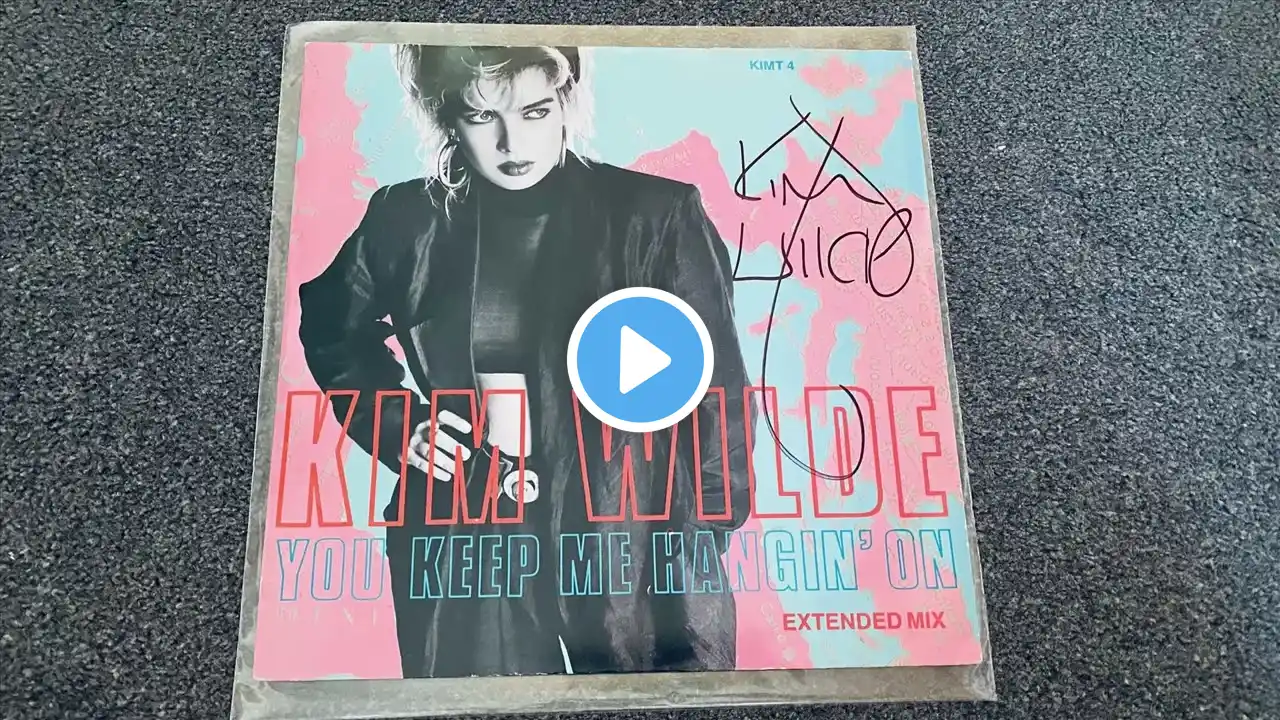 KIMT 4
Kim
Wilde
KIM WILDE
YOU KEEP ME HANGIN' ON
EXTENDED MIX